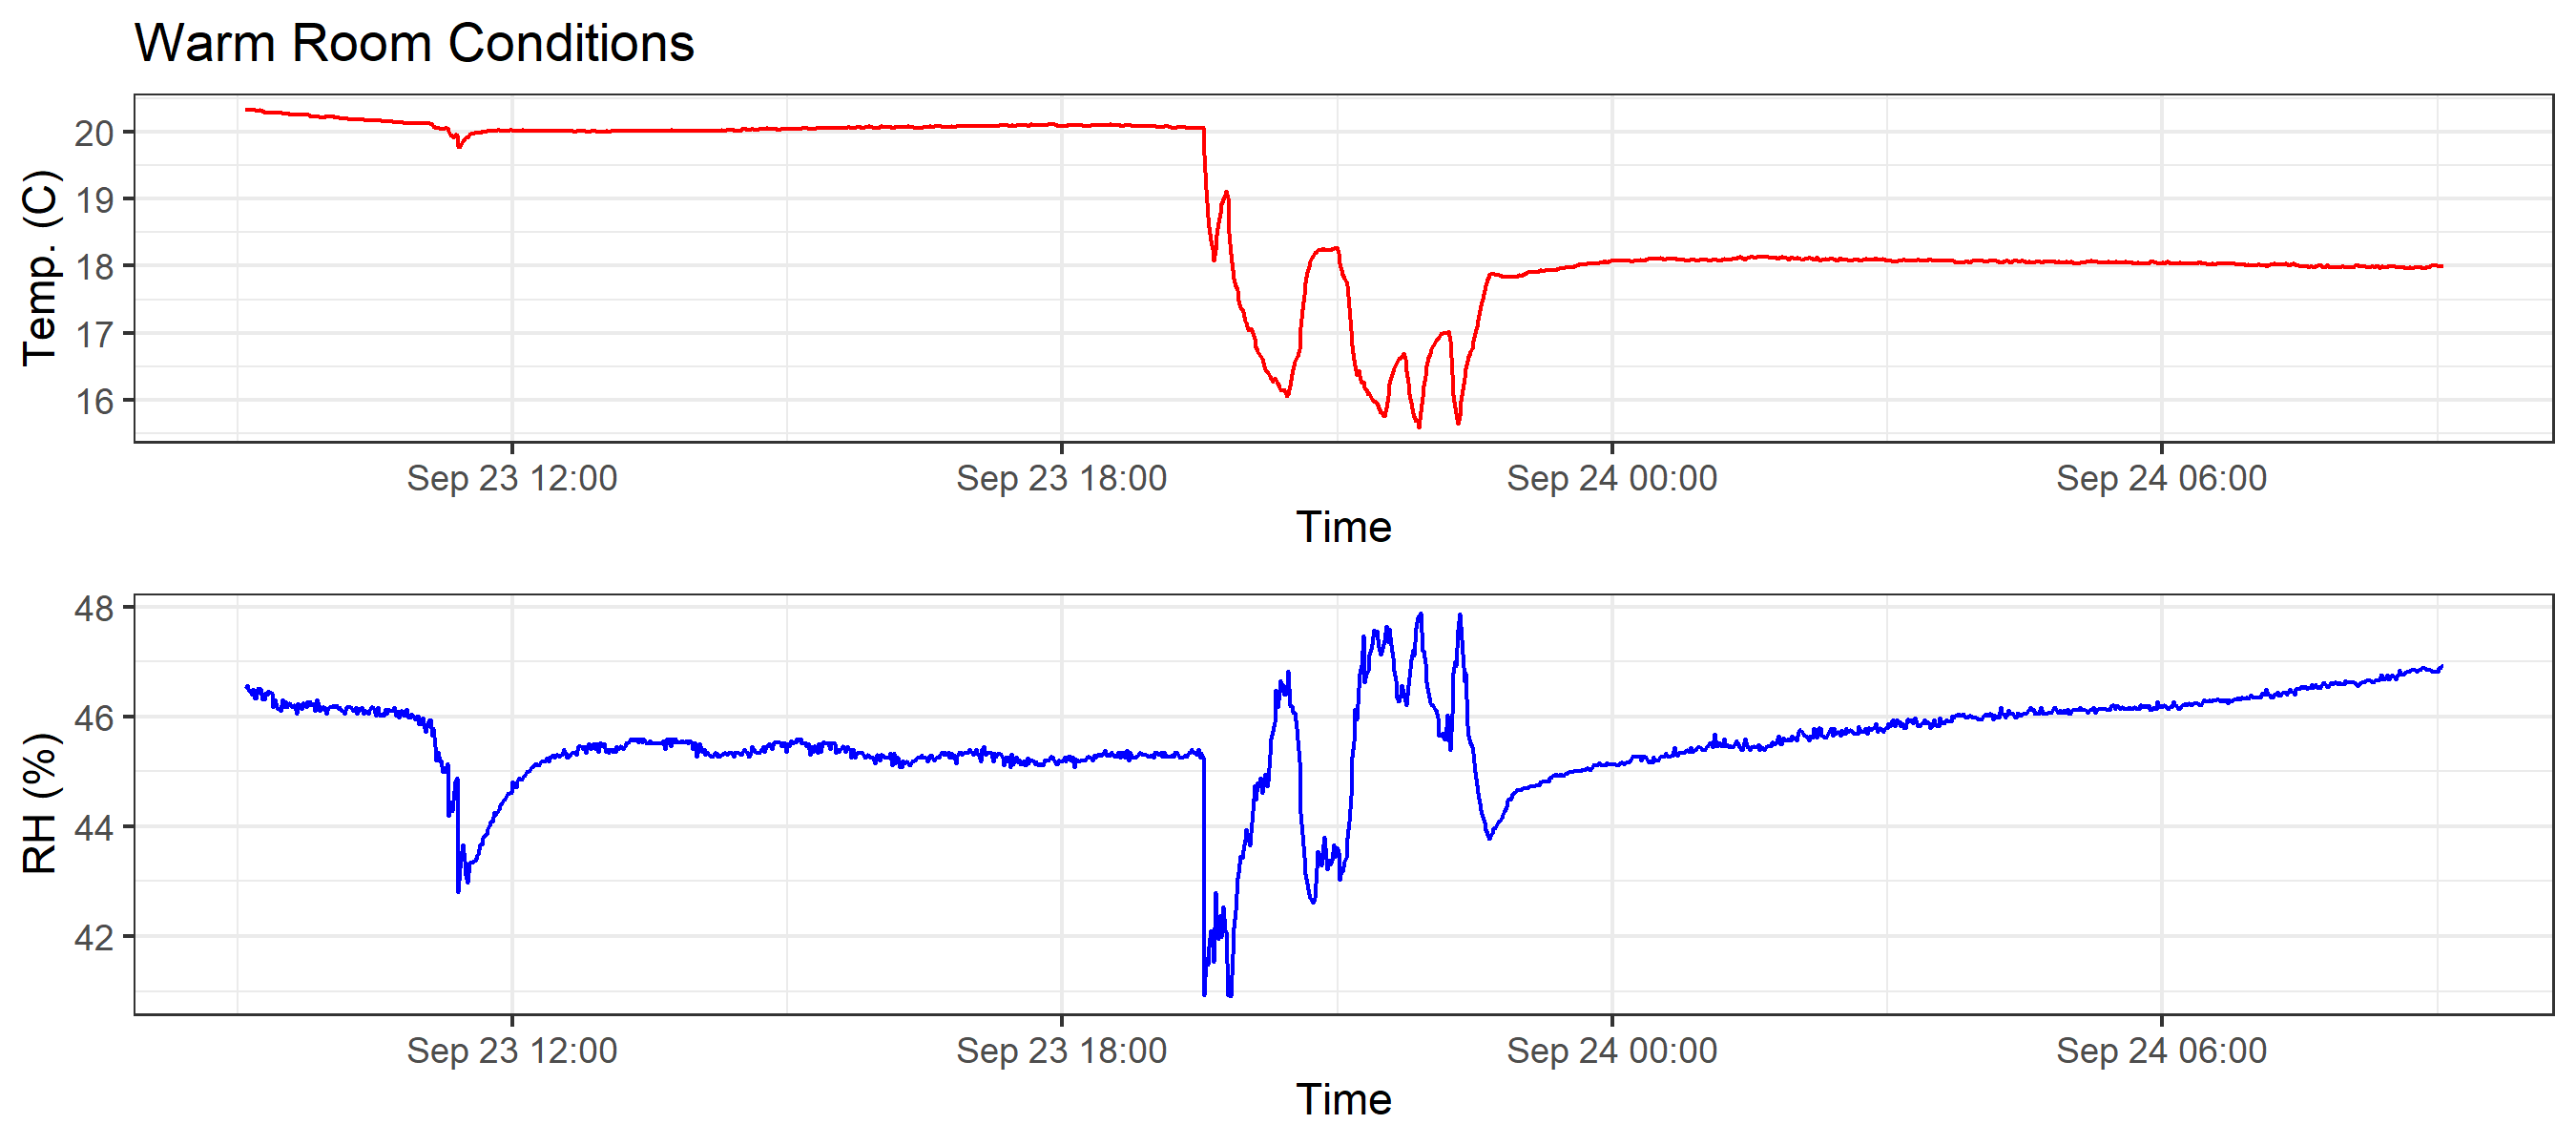 Warm Room Conditions
Temp. (C)
20
19
18
17
16
Sep 23 12:00 Sep 23 18:00 Sep 24 00:00 Sep 24 06:00
Time
RH (%)
48
46
44
42
Sep 23 12:00 Sep 23 18:00 Sep 24 00:00 Sep 24 06:00
Time